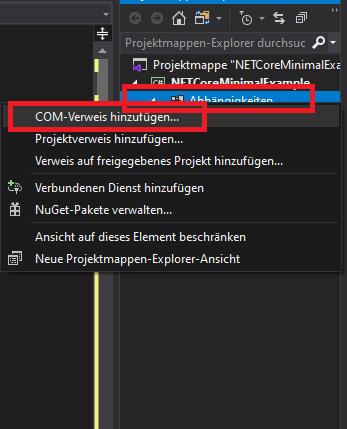 Projektmappen-Explorer durchsuc
Projektmappe "NETCoreMinimalExa
C# NETCoreMinimalExample
Abhängigkeiten
COM-Verweis hinzufügen...
Projektverweis hinzufügen...
Verweis auf freigegebenes Projekt hinzufügen...
Verbundenen Dienst hinzufügen
NuGet-Pakete verwalten...
Ansicht auf dieses Element beschränken
Neue Projektmappen-Explorer-Ansicht